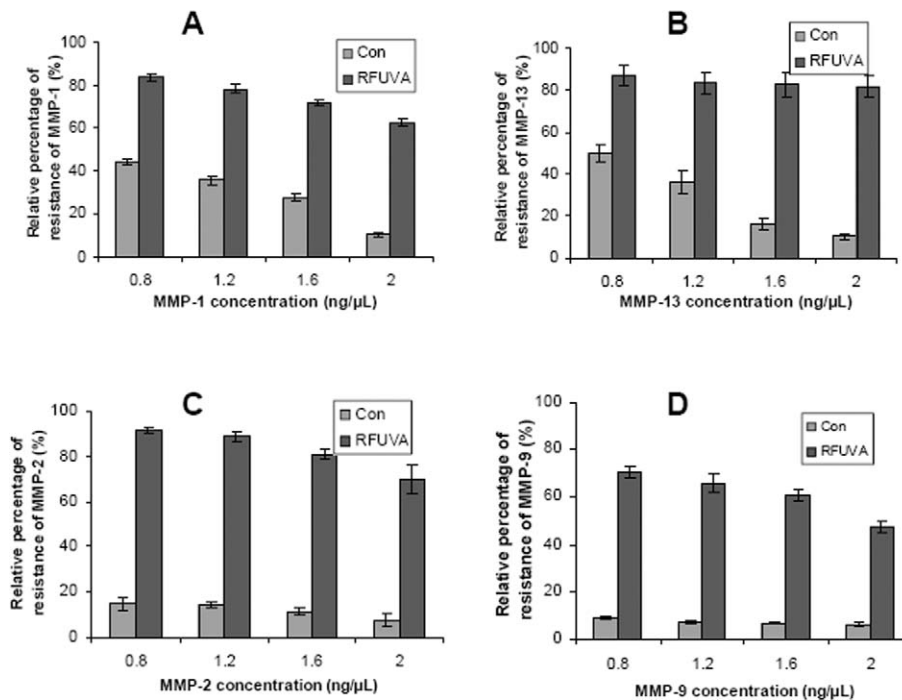 A
Relative percentage of
resistance of MMP-1 (%)
100
80
60
40
20
0
Con
RFUVA
0.8
1.2
1.6
2
MMP-1 concentration (ng/µL)
B
Relative percentage of
resistance of MMP-13 (%)
100
80
60
40
20
0
Con
RFUVA
0.8
1.2
1.6
2
MMP-13 concentration (ng/µL)
C
Relative percentage of
resistance of MMP-2 (%)
100
80
60
40
20
0
Con
RFUVA
0.8
1.2
1.6
2
MMP-2 concentration (ng/µL)
D
Relative percentage of
resistance of MMP-9 (%)
100
80
60
40
20
0
Con
RFUVA
0.8
1.2
1.6
2
MMP-9 concentration (ng/µL)